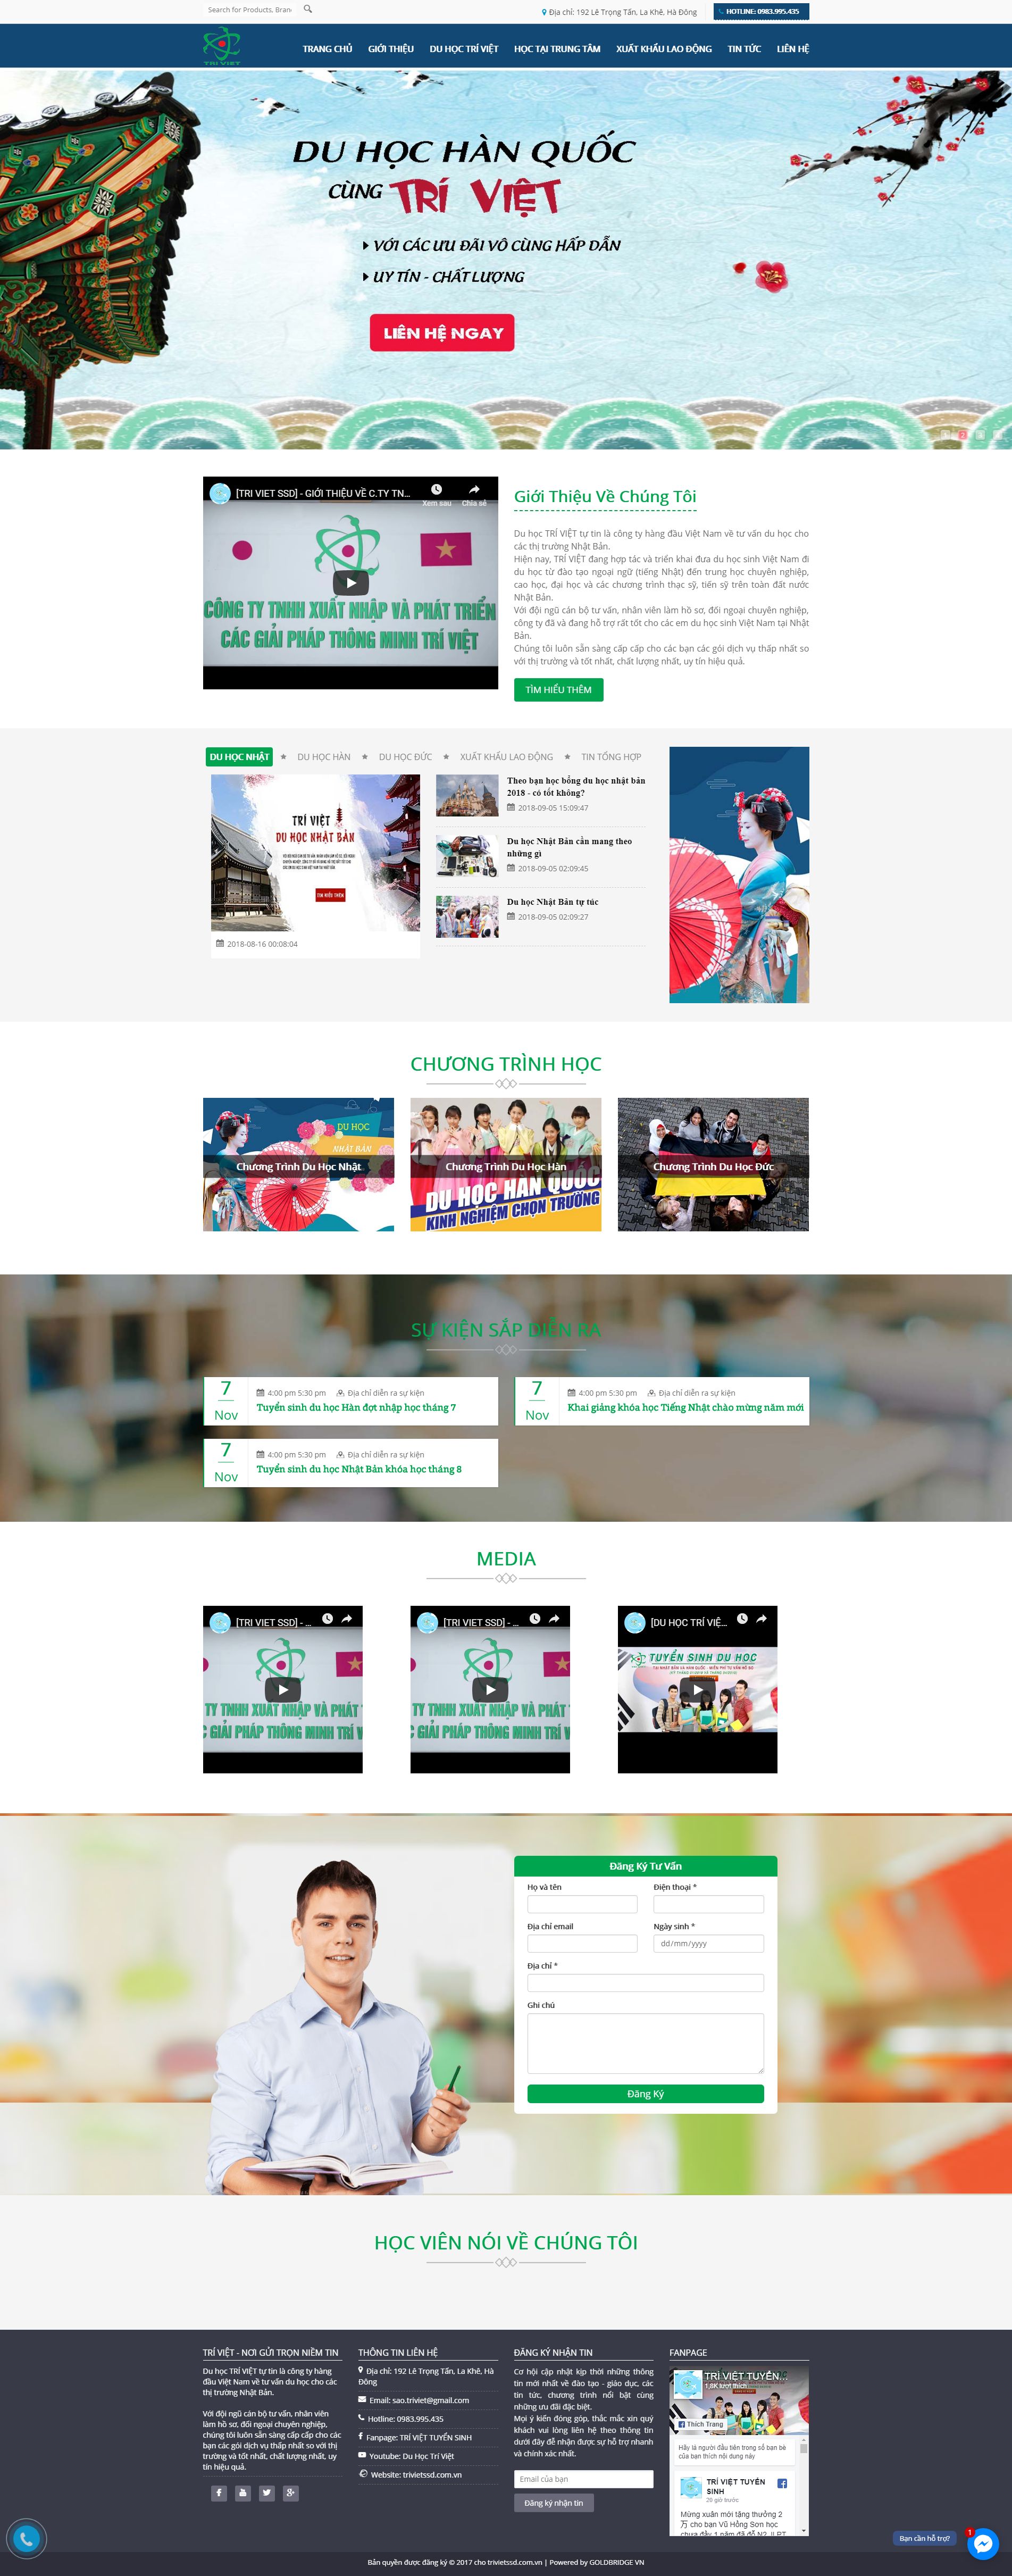 Search for Products, Bran
Địa chỉ: 192 Lê Trọng Tấn, La Khê, Hà Đông
HOTLINE: 0983.995.435
TRI VIET
TRANG CHỦ
GIỚI THIỆU
DU HỌC TRÍ VIỆT
HỌC TẠI TRUNG TÂM
XUẤT KHẨU LAO ĐỘNG
TIN TỨC
LIÊN HỆ
DU HỌC HÀN QUỐC
CÙNG TRÍ VIỆT
VỚI CÁC ƯU ĐÃI VÔ CÙNG HẤP DẪN
UY TÍN - CHẤT LƯỢNG
LIÊN HỆ NGAY
2
[TRI VIET SSD] - GIỚI THIỆU VỀ C.TY TN...
Xem sau
Chia sẻ
CÔNG TY TNHH XUẤT NHẬP VÀ PHÁT TRIỂN
CÁC GIẢI PHÁP THÔNG MINH TRÍ VIỆT
Giới Thiệu Về Chúng Tôi
Du học TRÍ VIỆT tự tin là công ty hàng đầu Việt Nam về tư vấn du học cho
các thị trường Nhật Bản.
Hiện nay, TRÍ VIỆT đang hợp tác và triển khai đưa du học sinh Việt Nam đi
du học từ đào tạo ngoại ngữ (tiếng Nhật) đến trung học chuyên nghiệp,
cao học, đại học và các chương trình thạc sỹ, tiến sỹ trên toàn đất nước
Nhật Bản.
Với đội ngũ cán bộ tư vấn, nhân viên làm hồ sơ, đối ngoại chuyên nghiệp,
công ty đã và đang hỗ trợ rất tốt cho các em du học sinh Việt Nam tại Nhật
Bản.
Chúng tôi luôn sẵn sàng cấp cấp cho các bạn các gói dịch vụ thấp nhất so
với thị trường và tốt nhất, chất lượng nhất, uy tín hiệu quả.
TÌM HIỂU THÊM
DU HỌC NHẬT
DU HỌC HÀN
DU HỌC ĐỨC
XUẤT KHẨU LAO ĐỘNG
TIN TỔNG HỢP
TRÍ VIỆT
DU HỌC NHẬT BẢN
TÌM HIỂU THÊM
2018-08-16 00:08:04
Theo bạn học bổng du học nhật bản
2018 - có tốt không?
2018-09-05 15:09:47
Du học Nhật Bản cần mang theo
những gì
2018-09-05 02:09:45
Du học Nhật Bản tự túc
2018-09-05 02:09:27
CHƯƠNG TRÌNH HỌC
DU HỌC
NHẬT BẢN
Chương Trình Du Học Nhật
Chương Trình Du Học Hàn
DU HỌC HÀN QUỐC
KINH NGHIỆM CHỌN TRƯỜNG
Chương Trình Du Học Đức
SỰ KIỆN SẮP DIỄN RA
7
Nov
4:00 pm 5:30 pm
Địa chỉ diễn ra sự kiện
Tuyển sinh du học Hàn đợt nhập học tháng 7
7
Nov
4:00 pm 5:30 pm
Địa chỉ diễn ra sự kiện
Khai giảng khóa học Tiếng Nhật chào mừng năm mới
7
Nov
4:00 pm 5:30 pm
Địa chỉ diễn ra sự kiện
Tuyển sinh du học Nhật Bản khóa học tháng 8
MEDIA
[TRI VIET SSD] - ...
Y TNHH XUẤT NHẬP VÀ PHÁT T
C GIẢI PHÁP THÔNG MINH TRÍ V
[TRI VIET SSD] - ...
Y TNHH XUẤT NHẬP VÀ PHÁT T
C GIẢI PHÁP THÔNG MINH TRÍ V
[DU HỌC TRÍ VIỆ...
TUYỂN SINH DU HỌC
Đăng Ký Tư Vấn
Họ và tên
Điện thoại *
Địa chỉ email
Ngày sinh *
dd/mm/yyyy
Địa chỉ *
Ghi chú
Đăng Ký
HỌC VIÊN NÓI VỀ CHÚNG TÔI
TRÍ VIỆT - NƠI GỬI TRỌN NIỀM TIN
Du học TRÍ VIỆT tự tin là công ty hàng
đầu Việt Nam về tư vấn du học cho các
thị trường Nhật Bản.
Với đội ngũ cán bộ tư vấn, nhân viên
làm hồ sơ, đối ngoại chuyên nghiệp,
chúng tôi luôn sẵn sàng cấp cấp cho các
bạn các gói dịch vụ thấp nhất so với thị
trường và tốt nhất, chất lượng nhất, uy
tín hiệu quả.
THÔNG TIN LIÊN HỆ
Địa chỉ: 192 Lê Trọng Tấn, La Khê, Hà
Đông
Email: sao.triviet@gmail.com
Hotline: 0983.995.435
Fanpage: TRÍ VIỆT TUYỂN SINH
Youtube: Du Học Trí Việt
Website: trivietssd.com.vn
ĐĂNG KÝ NHẬN TIN
Cơ hội cập nhật kịp thời những thông
tin mới nhất về đào tạo - giáo dục, các
tin tức, chương trình nổi bật cùng
những ưu đãi đặc biệt.
Mọi ý kiến đóng góp, thắc mắc xin quý
khách vui lòng liên hệ theo thông tin
dưới đây để nhận được sự hỗ trợ nhanh
và chính xác nhất.
Email của bạn
Đăng ký nhận tin
FANPAGE
TRÍ VIỆT TUYỂN...
1,8K lượt thích
Thích Trang
Hãy là người đầu tiên trong số bạn bè
của bạn thích nội dung này
TRÍ VIỆT TUYỂN
SINH
20 giờ trước
Mừng xuân mới tặng thưởng 2
万 cho bạn Vũ Hồng Sơn học
chưa đầy 1 năm đã đỗ N2 JLPT
Bạn cần hỗ trợ?
1
Bản quyền được đăng ký © 2017 cho trivietssd.com.vn | Powered by GOLDBRIDGE VN